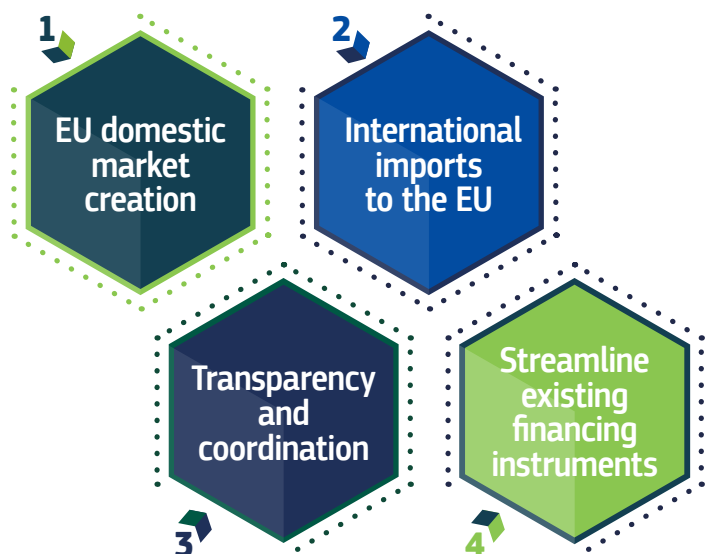 1
EU domestic
market
creation
2
International
imports
to the EU
Transparency
and
coordination
3
Streamline
existing
financing
instruments
4